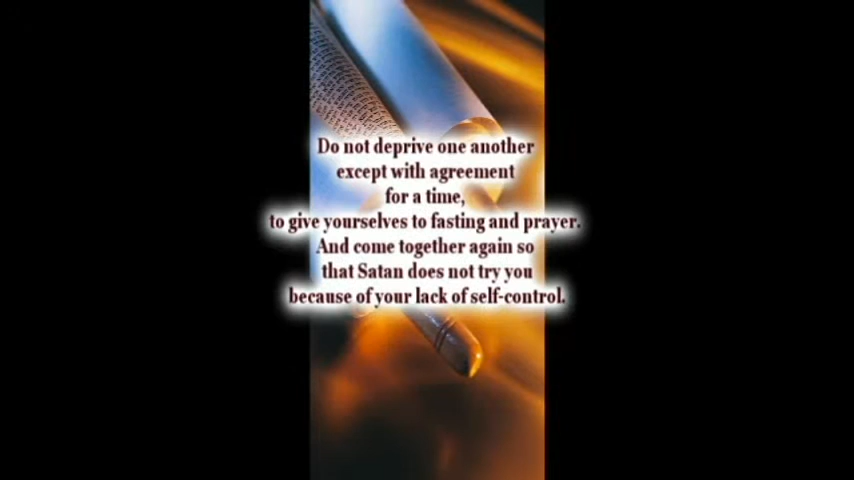 Do not deprive one another
except with agreement
for a time,
to give yourselves to fasting and prayer.
And come together again so
that Satan does not try you
because of your lack of self-control.